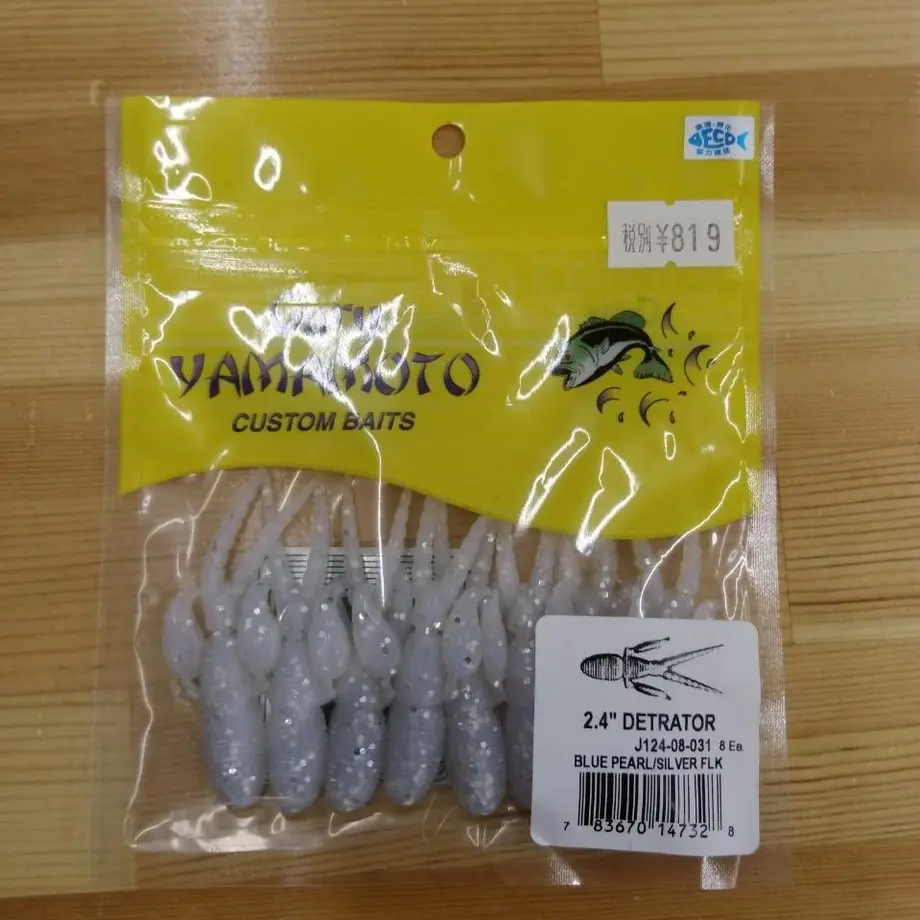 ECO
税別 ¥819
YAMAMOTO
CUSTOM BAITS
2.4" DETRATOR
J124-08-031 8 Ea.
BLUE PEARL/SILVER FLK
7 83670 14732 8